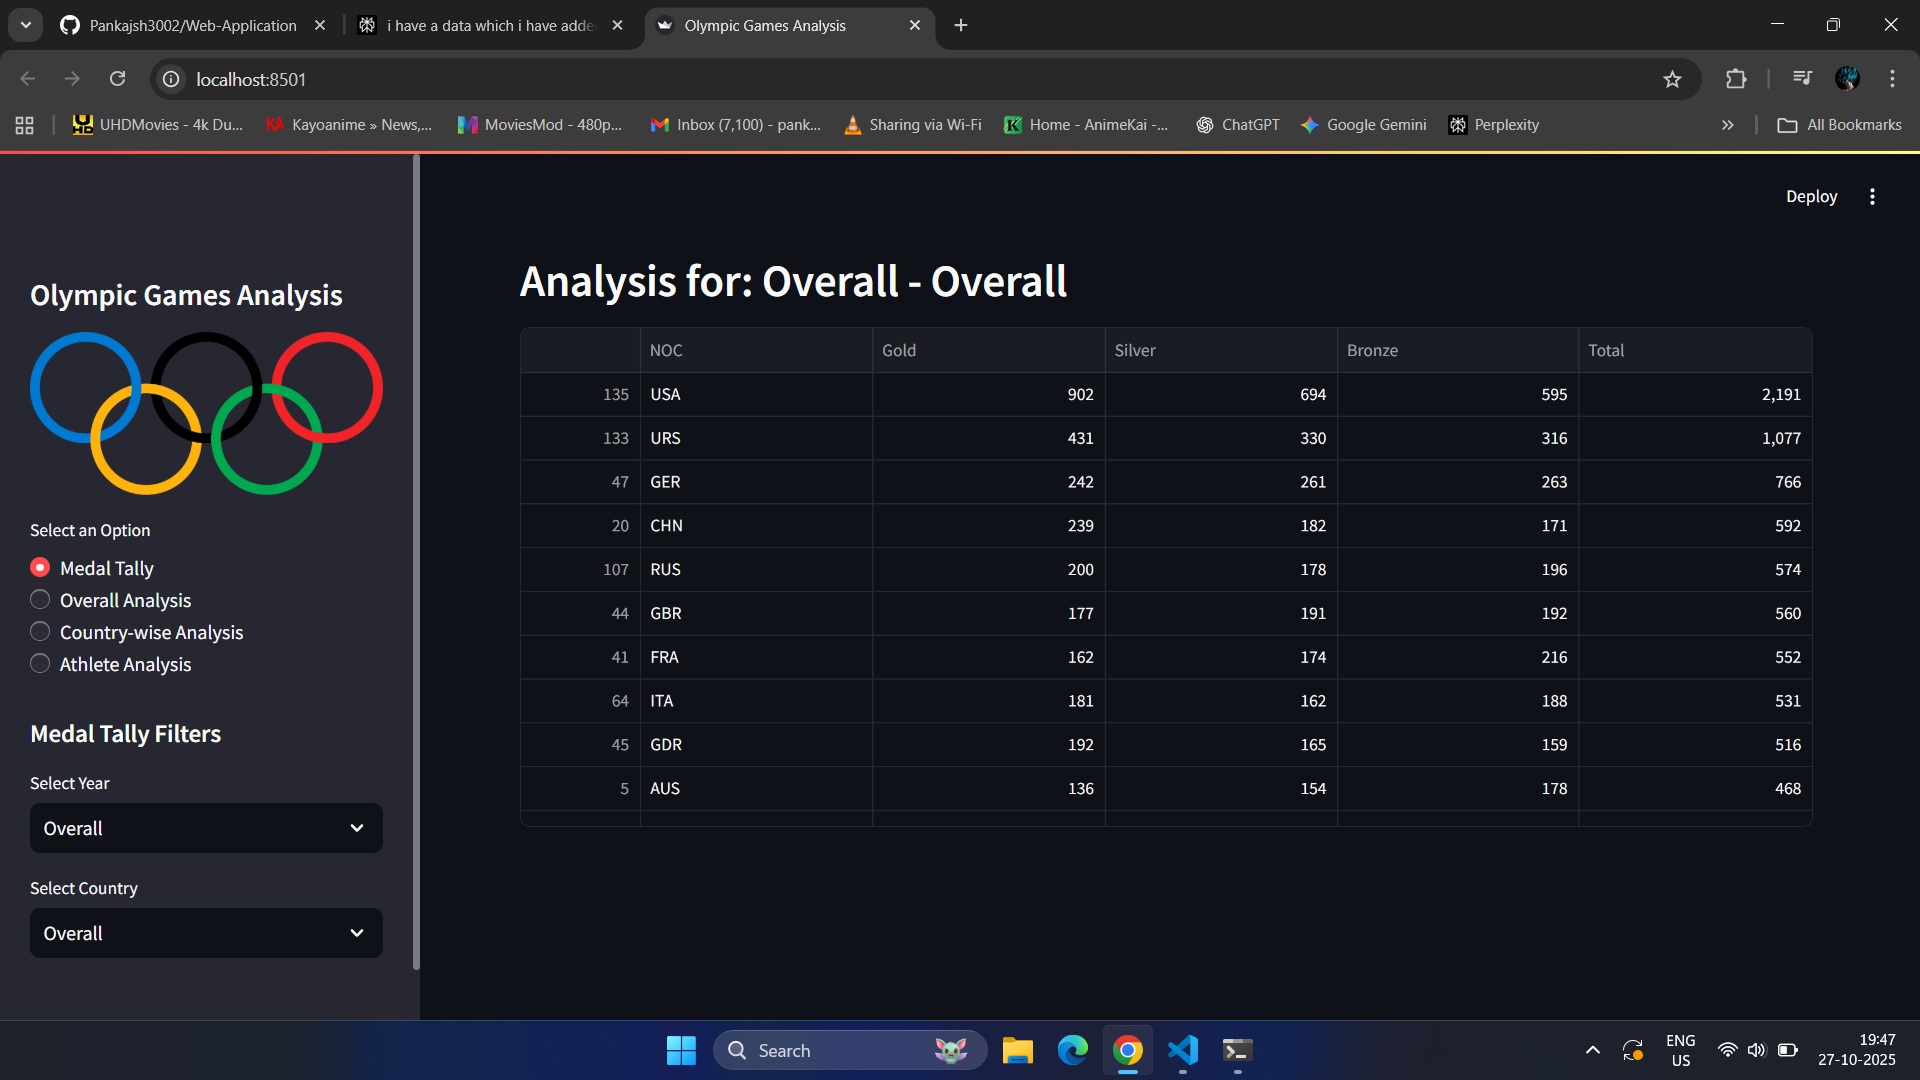 Pankajsh3002/Web-Application
i have a data which i have adde
Olympic Games Analysis
localhost:8501
UHDMovies - 4k Du...
Kayoanime » News,...
MoviesMod - 480p...
Inbox (7,100) - pank...
Sharing via Wi-Fi
Home - AnimeKai -...
ChatGPT
Google Gemini
Perplexity
All Bookmarks
Deploy
Olympic Games Analysis
Select an Option
Medal Tally
Overall Analysis
Country-wise Analysis
Athlete Analysis
Medal Tally Filters
Select Year
Overall
Select Country
Overall
Analysis for: Overall - Overall
NOC Gold Silver Bronze Total
135 USA 902 694 595 2,191
133 URS 431 330 316 1,077
47 GER 242 261 263 766
20 CHN 239 182 171 592
107 RUS 200 178 196 574
44 GBR 177 191 192 560
41 FRA 162 174 216 552
64 ITA 181 162 188 531
45 GDR 192 165 159 516
5 AUS 136 154 178 468
Search
ENG
US
19:47
27-10-2025